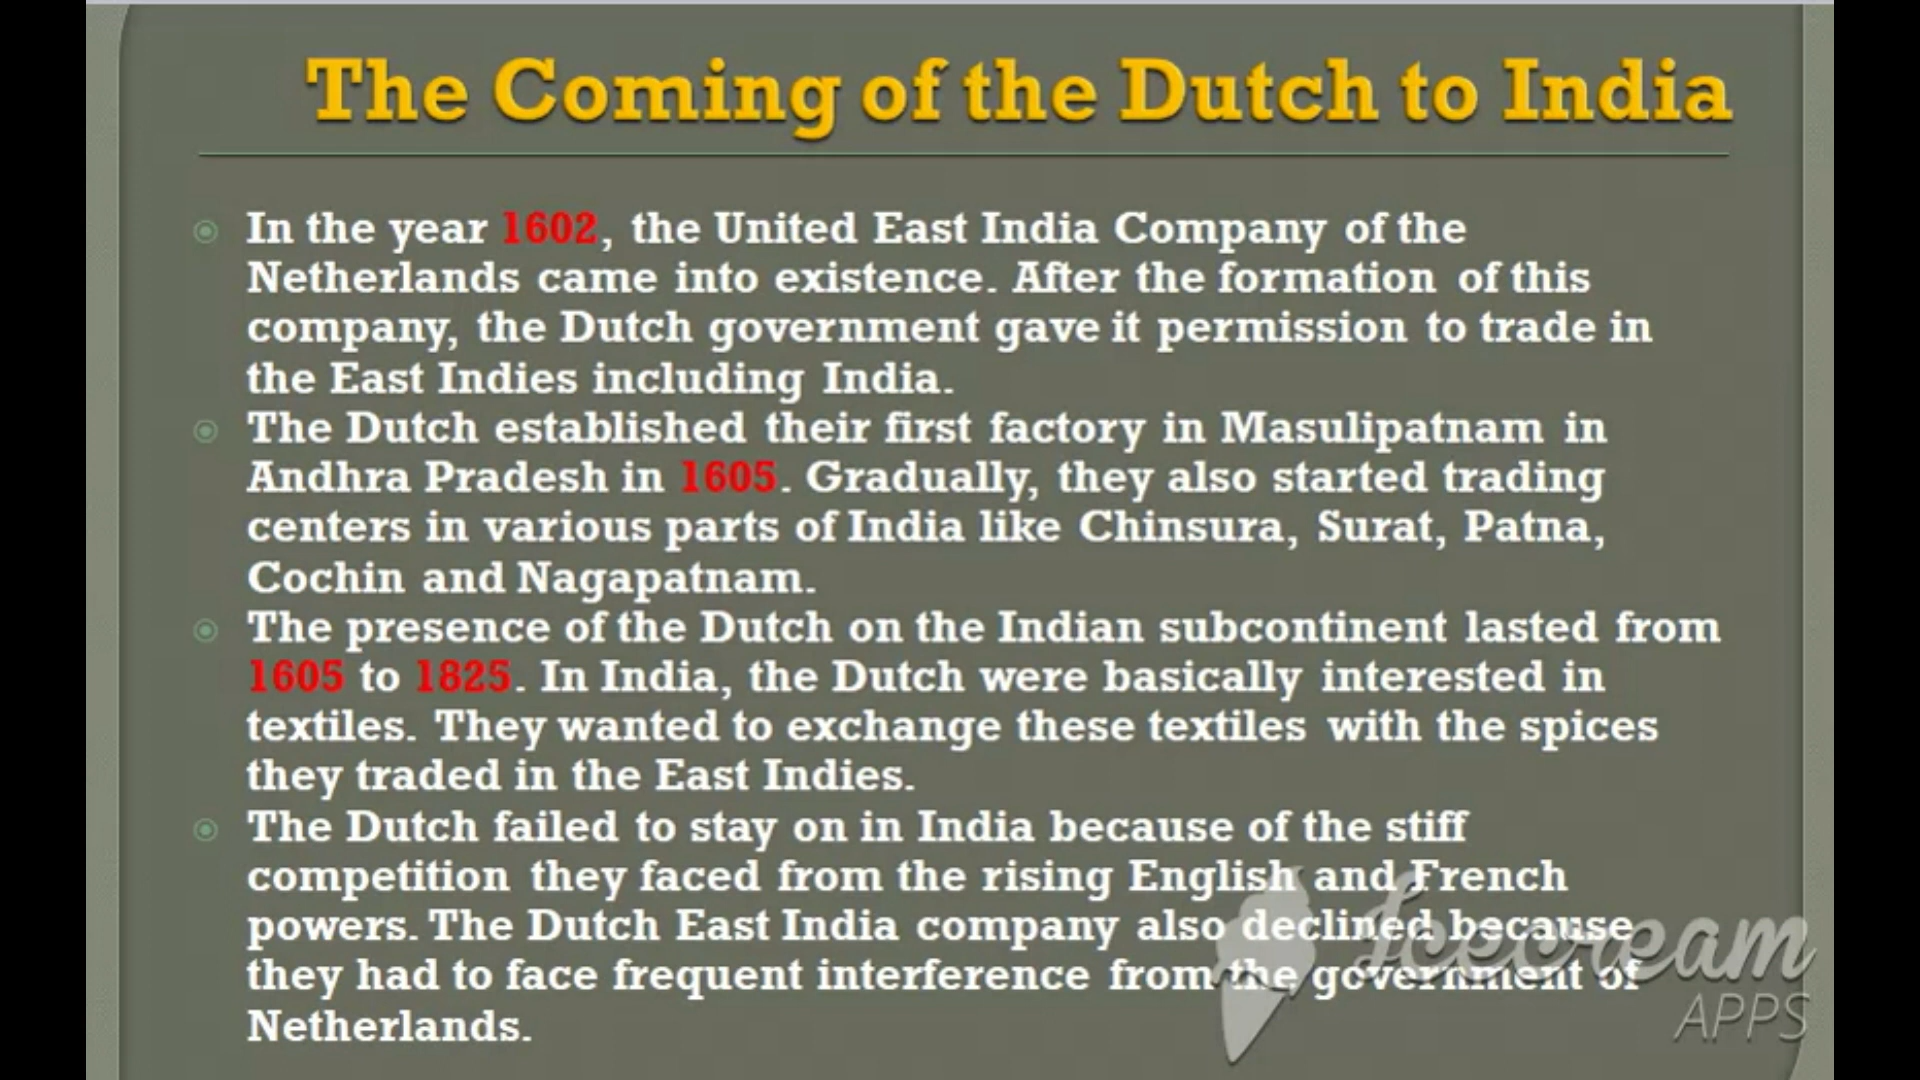 The Coming of the Dutch to India
In the year 1602, the United East India Company of the
Netherlands came into existence. After the formation of this
company, the Dutch government gave it permission to trade in
the East Indies including India.
The Dutch established their first factory in Masulipatnam in
Andhra Pradesh in 1605. Gradually, they also started trading
centers in various parts of India like Chinsura, Surat, Patna,
Cochin and Nagapatnam.
The presence of the Dutch on the Indian subcontinent lasted from
1605 to 1825. In India, the Dutch were basically interested in
textiles. They wanted to exchange these textiles with the spices
they traded in the East Indies.
The Dutch failed to stay on in India because of the stiff
competition they faced from the rising English and French
powers. The Dutch East India company also declined because
they had to face frequent interference from the government of
Netherlands.
Icecream
APPS